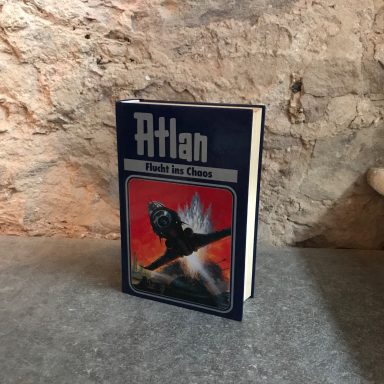 Atlan
Flucht ins Chaos